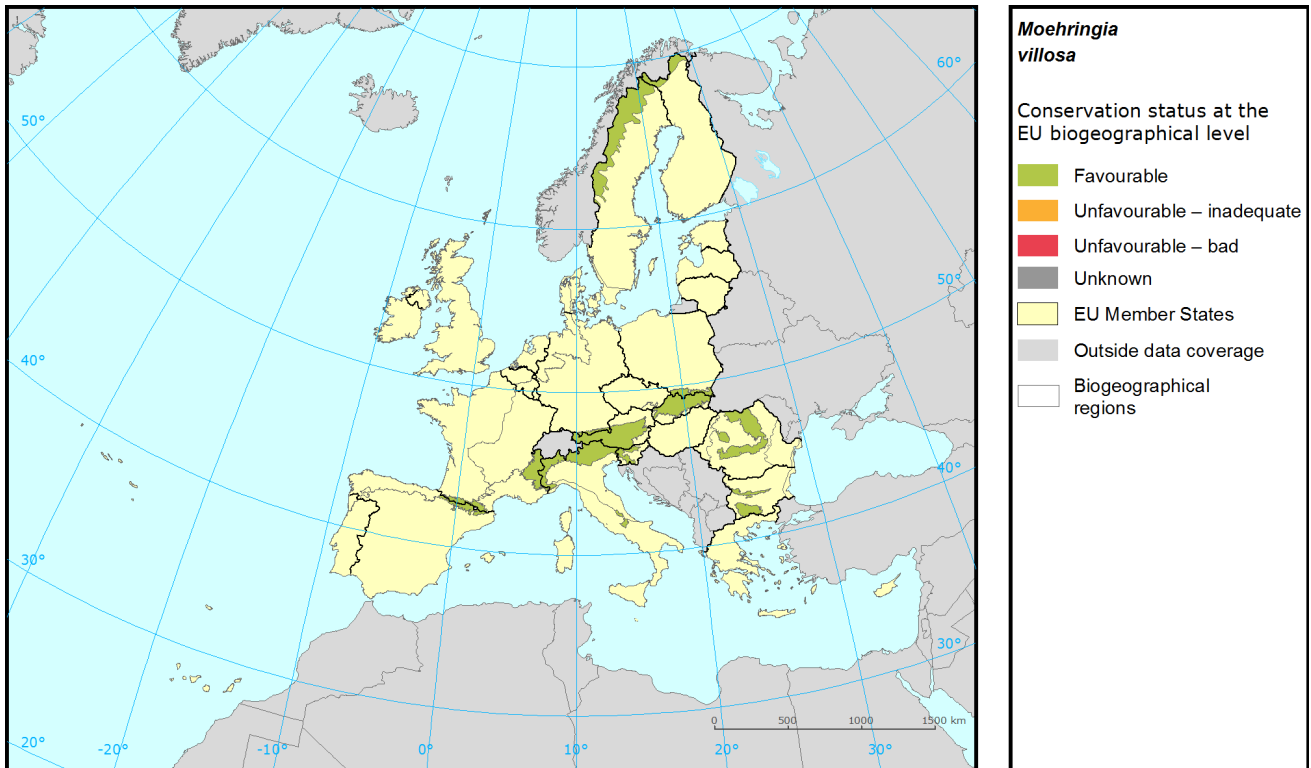 Moehringia
villosa
Conservation status at the
EU biogeographical level
Favourable
Unfavourable – inadequate
Unfavourable – bad
Unknown
EU Member States
Outside data coverage
Biogeographical
regions
60°
50°
50°
40°
40°
30°
30°
20°
-20°
-10°
0°
10°
20°
30°
0 500 1000 1500 km